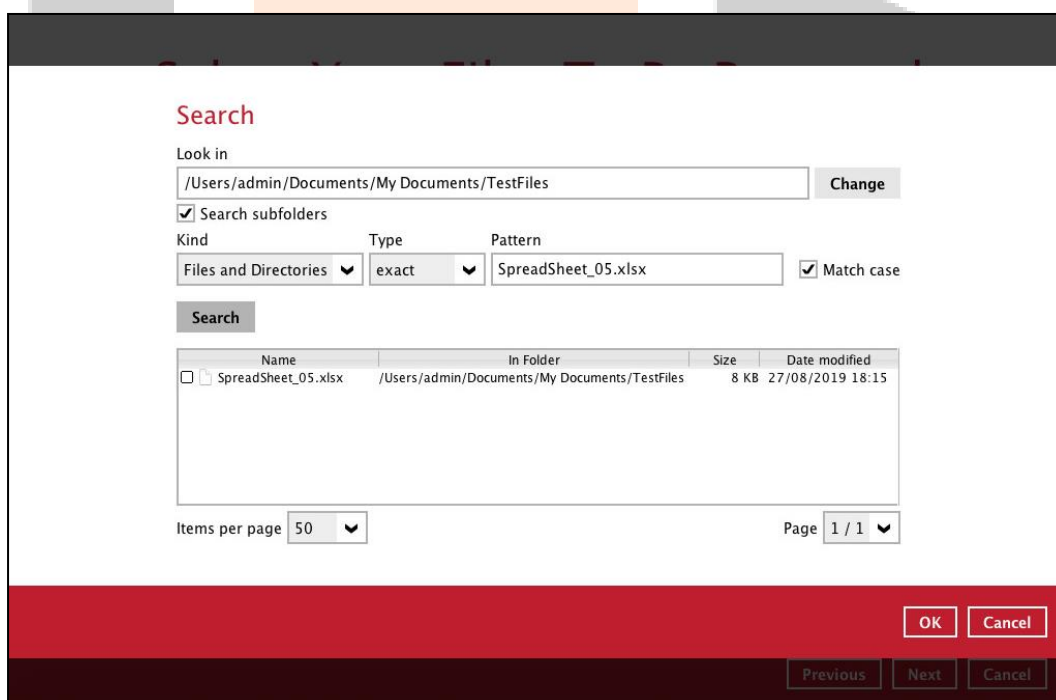 Search
Look in
/Users/admin/Documents/My Documents/TestFiles
Change
Search subfolders
Kind Type Pattern
Files and Directories exact SpreadSheet_05.xlsx Match case
Search
Name In Folder Size Date modified
SpreadSheet_05.xlsx /Users/admin/Documents/My Documents/TestFiles 8 KB 27/08/2019 18:15
Items per page 50 Page 1 / 1
OK Cancel
Previous Next Cancel